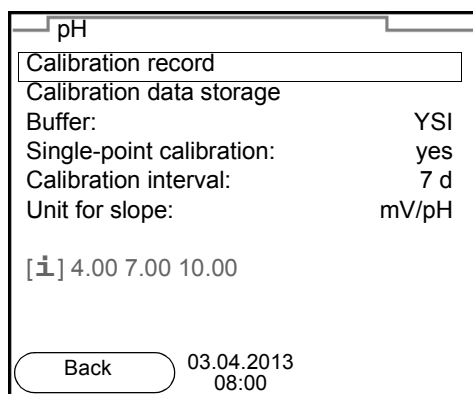 pH
Calibration record
Calibration data storage
Buffer: YSI
Single-point calibration: yes
Calibration interval: 7 d
Unit for slope: mV/pH
[i] 4.00 7.00 10.00
Back 03.04.2013
08:00